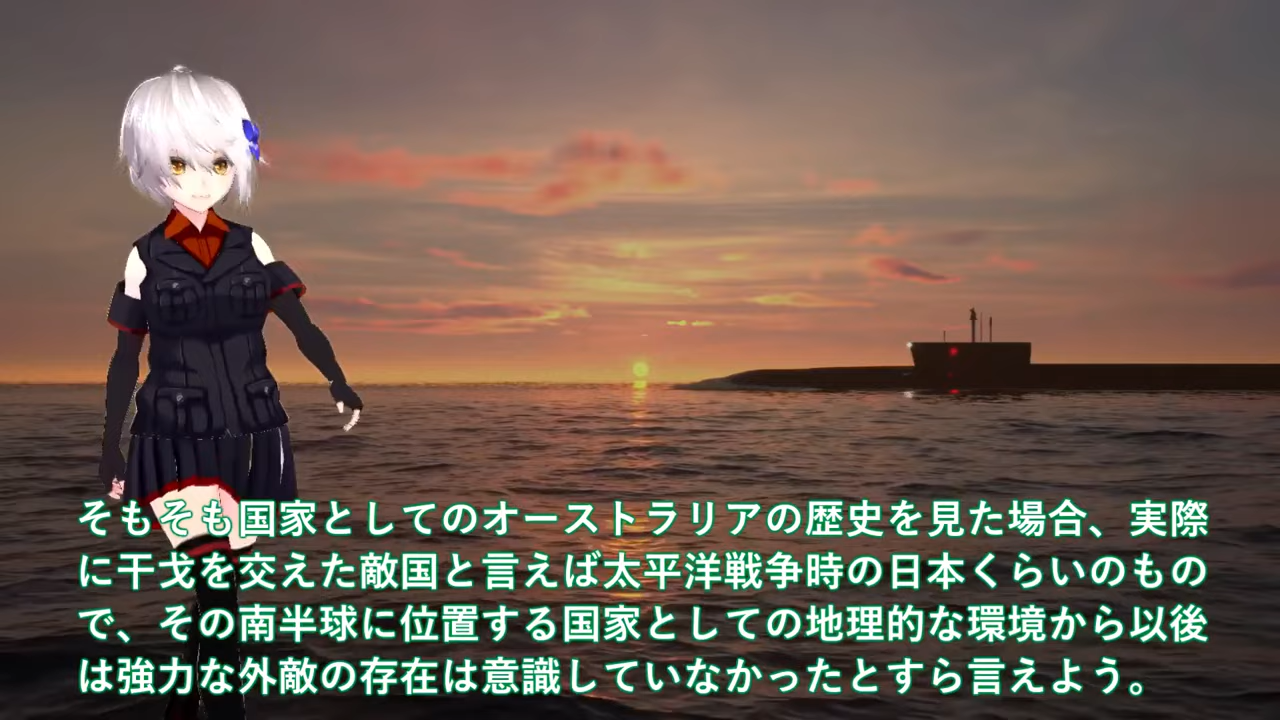 そもそも国家としてのオーストラリアの歴史を見た場合、実際
に干戈を交えた敵国と言えば太平洋戦争時の日本くらいのもの
で、その南半球に位置する国家としての地理的な環境から以後
は強力な外敵の存在は意識していなかったとすら言えよう。